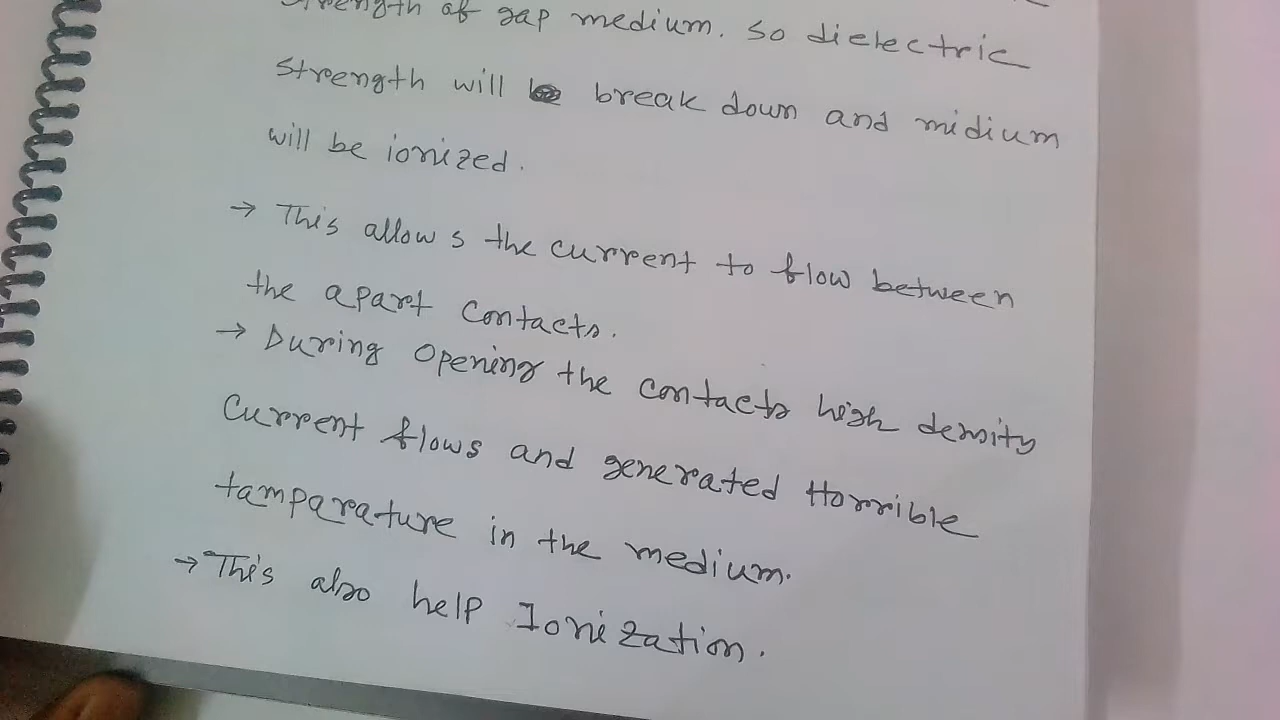 strength of gap medium. So dielectric
strength will break down and midium
will be ionized.
→ This allows the current to flow between
the apart contacts.
→ During opening the contacts high density
current flows and generated Horrible
tamparature in the medium.
→ This also help Ionization.